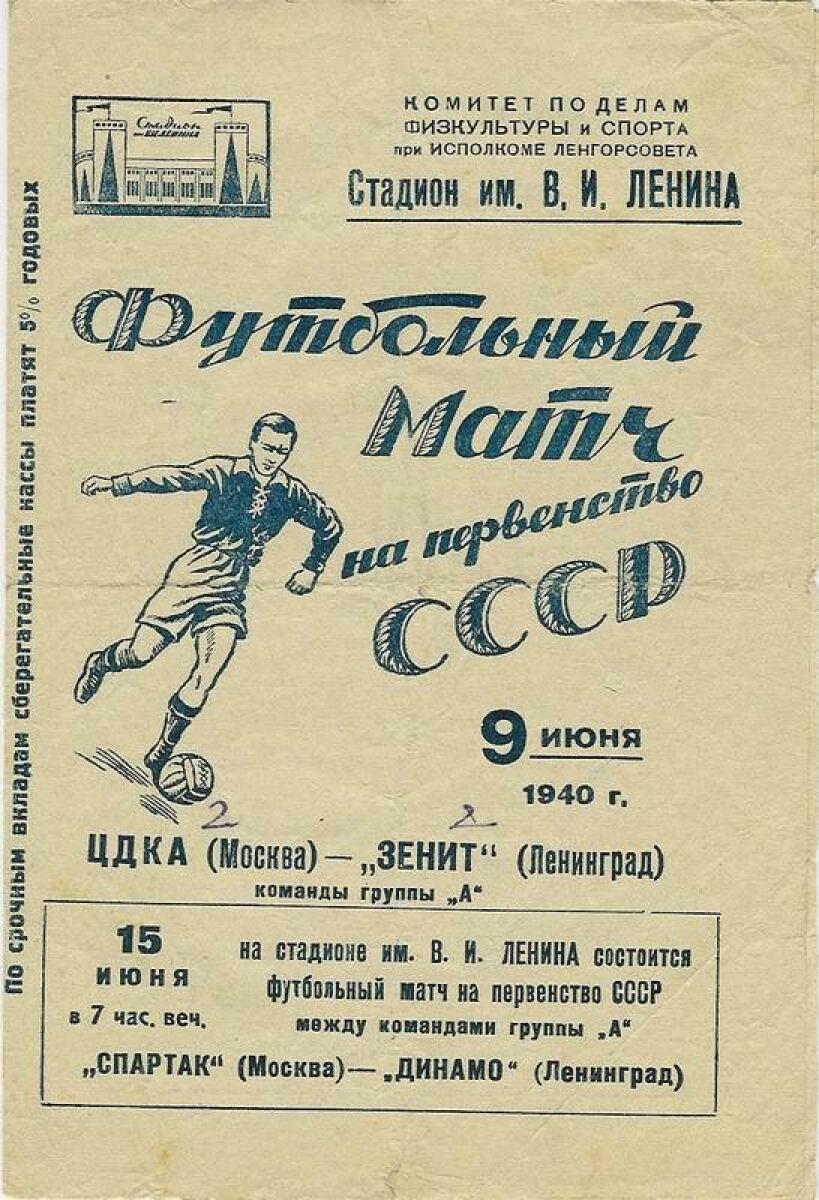 Стадион
им. В.И.ЛЕНИНА
КОМИТЕТ ПО ДЕЛАМ
ФИЗКУЛЬТУРЫ и СПОРТА
при ИСПОЛКОМЕ ЛЕНГОРСОВЕТА
Стадион им. В. И. ЛЕНИНА
По срочным вкладам сберегательные кассы платят 5% годовых
Футбольный
Матч
на первенство
СССР
9 ИЮНЯ
1940 г.
2 2
ЦДКА (Москва) — „ЗЕНИТ“ (Ленинград)
команды группы „А“
15
ИЮНЯ
в 7 час. веч.
на стадионе им. В. И. ЛЕНИНА состоится
футбольный матч на первенство СССР
между командами группы „А“
„СПАРТАК“ (Москва) — „ДИНАМО“ (Ленинград)